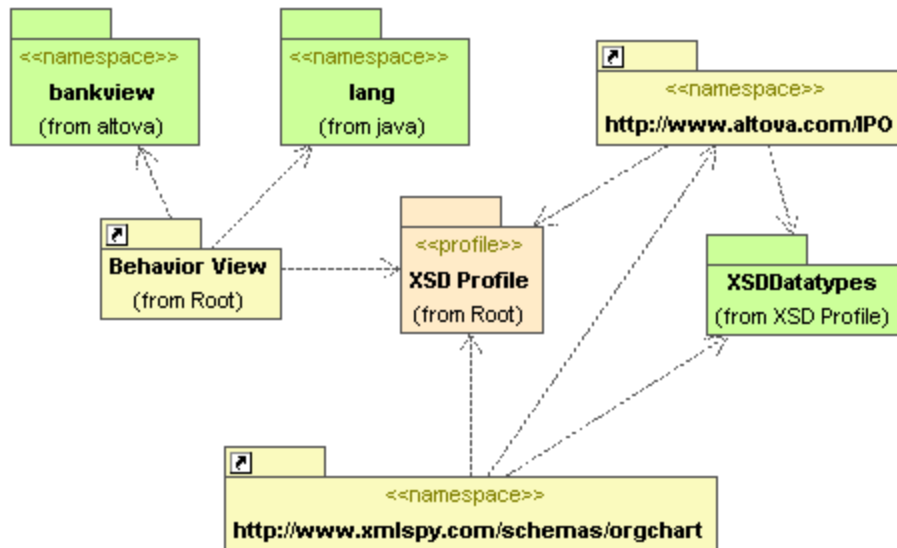 <<namespace>>
bankview
(from altova)
<<namespace>>
lang
(from java)
<<namespace>>
http://www.altova.com/IPO
Behavior View
(from Root)
<<profile>>
XSD Profile
(from Root)
XSDDatatypes
(from XSD Profile)
<<namespace>>
http://www.xmlspy.com/schemas/orgchart